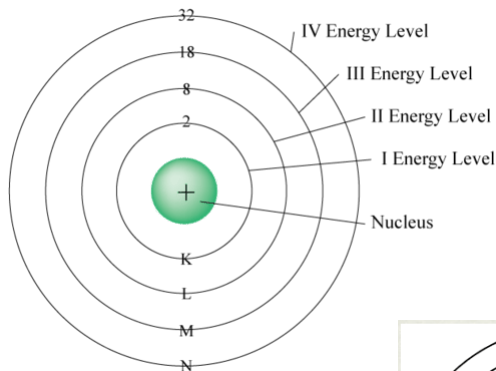 32
IV Energy Level
18
III Energy Level
8
II Energy Level
2
I Energy Level
+
Nucleus
K
L
M
N